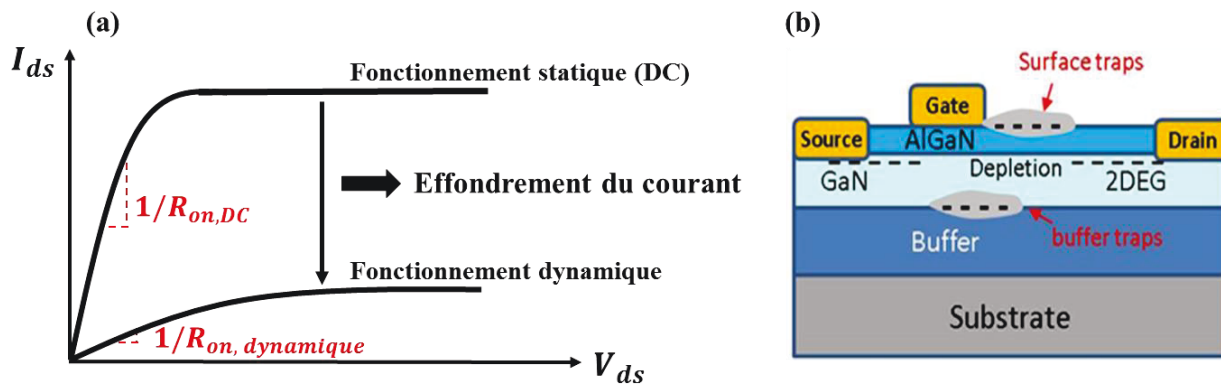 (a)
I_ds
Fonctionnement statique (DC)
1/R_on,DC
Effondrement du courant
Fonctionnement dynamique
1/R_on, dynamique
V_ds
(b)
Surface traps
Gate
Source
AlGaN
Drain
GaN
Depletion
2DEG
Buffer
buffer traps
Substrate